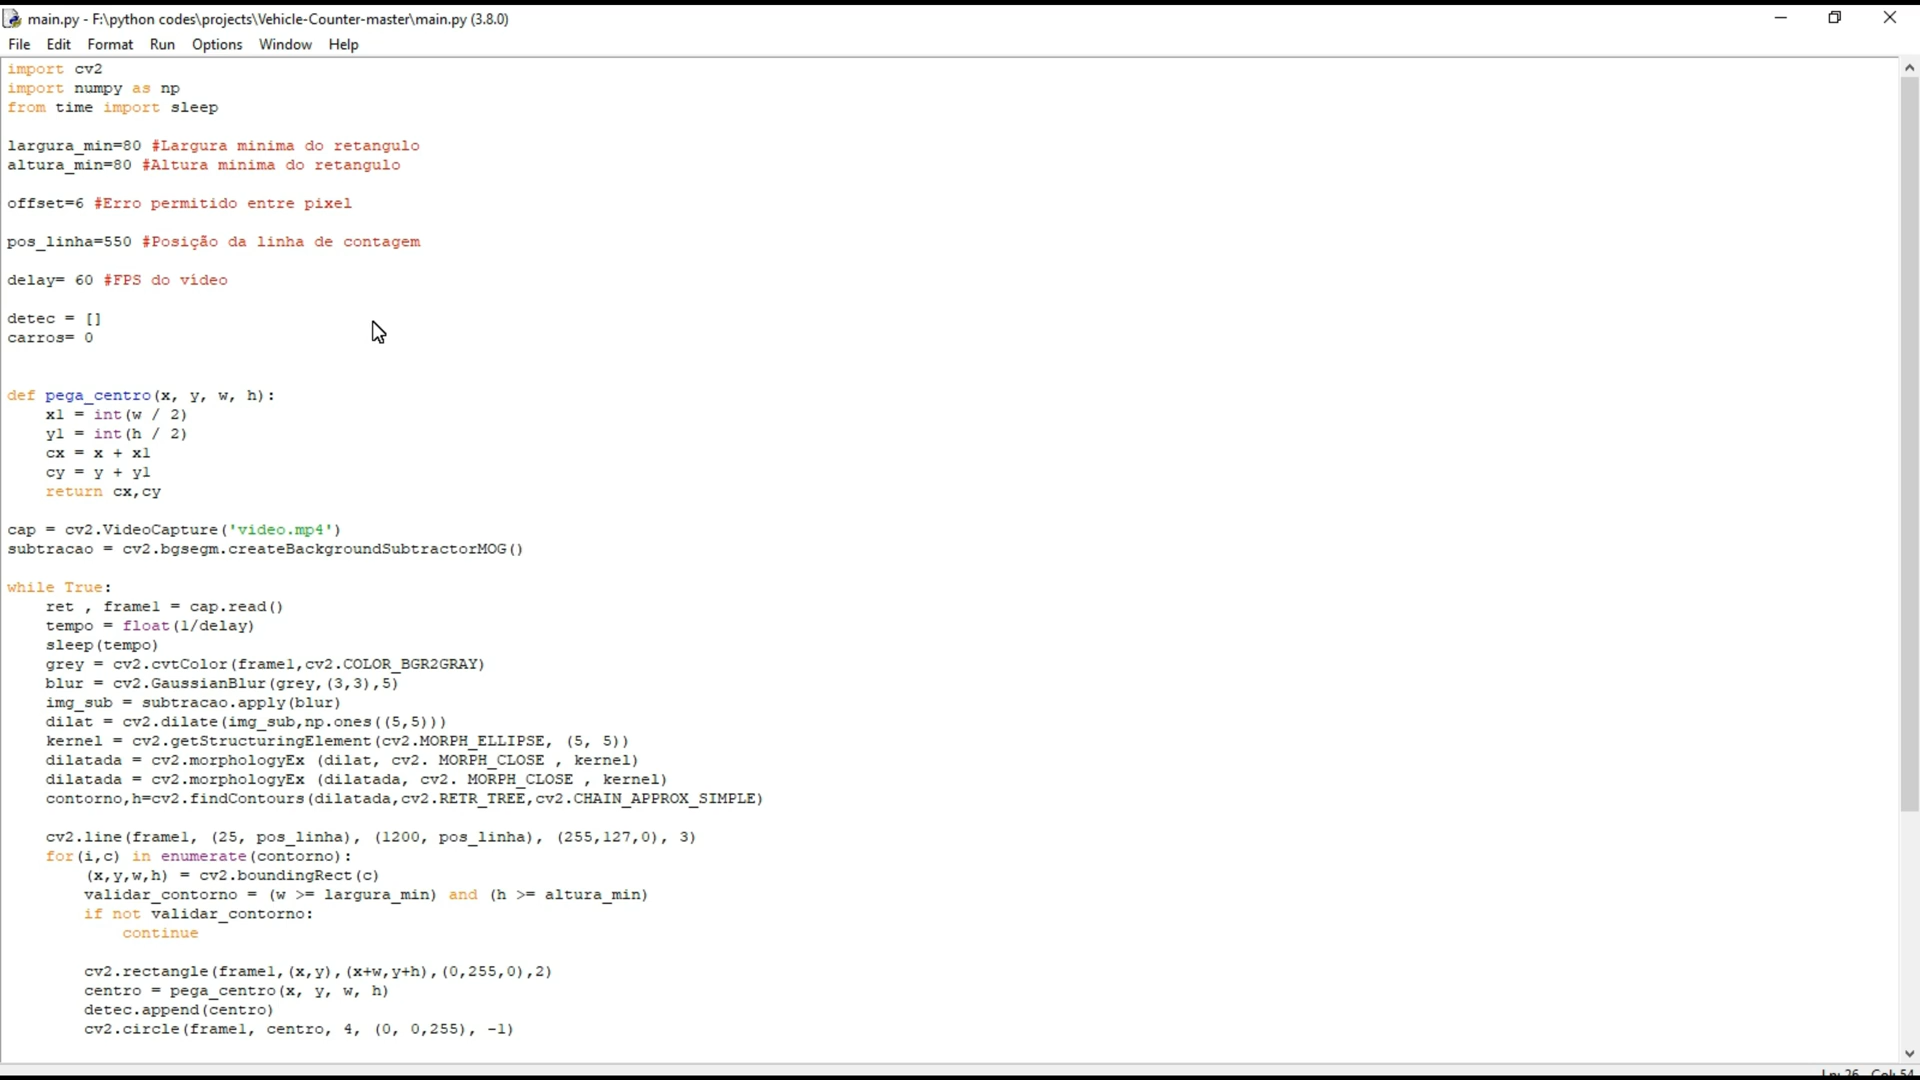 main.py - F:\python codes\projects\Vehicle-Counter-master\main.py (3.8.0)
File Edit Format Run Options Window Help
import cv2
import numpy as np
from time import sleep
largura_min=80 #Largura minima do retangulo
altura_min=80 #Altura minima do retangulo
offset=6 #Erro permitido entre pixel
pos_linha=550 #Posição da linha de contagem
delay= 60 #FPS do vídeo
detec = []
carros= 0
def pega_centro(x, y, w, h):
    x1 = int(w / 2)
    y1 = int(h / 2)
    cx = x + x1
    cy = y + y1
    return cx,cy
cap = cv2.VideoCapture('video.mp4')
subtracao = cv2.bgsegm.createBackgroundSubtractorMOG()
while True:
    ret , frame1 = cap.read()
    tempo = float(1/delay)
    sleep(tempo)
    grey = cv2.cvtColor(frame1,cv2.COLOR_BGR2GRAY)
    blur = cv2.GaussianBlur(grey,(3,3),5)
    img_sub = subtracao.apply(blur)
    dilat = cv2.dilate(img_sub,np.ones((5,5)))
    kernel = cv2.getStructuringElement(cv2.MORPH_ELLIPSE, (5, 5))
    dilatada = cv2.morphologyEx (dilat, cv2. MORPH_CLOSE , kernel)
    dilatada = cv2.morphologyEx (dilatada, cv2. MORPH_CLOSE , kernel)
    contorno,h=cv2.findContours(dilatada,cv2.RETR_TREE,cv2.CHAIN_APPROX_SIMPLE)
    cv2.line(frame1, (25, pos_linha), (1200, pos_linha), (255,127,0), 3)
    for(i,c) in enumerate(contorno):
        (x,y,w,h) = cv2.boundingRect(c)
        validar_contorno = (w >= largura_min) and (h >= altura_min)
        if not validar_contorno:
            continue
        cv2.rectangle(frame1,(x,y),(x+w,y+h),(0,255,0),2)
        centro = pega_centro(x, y, w, h)
        detec.append(centro)
        cv2.circle(frame1, centro, 4, (0, 0,255), -1)
Ln: 26 Col: 54